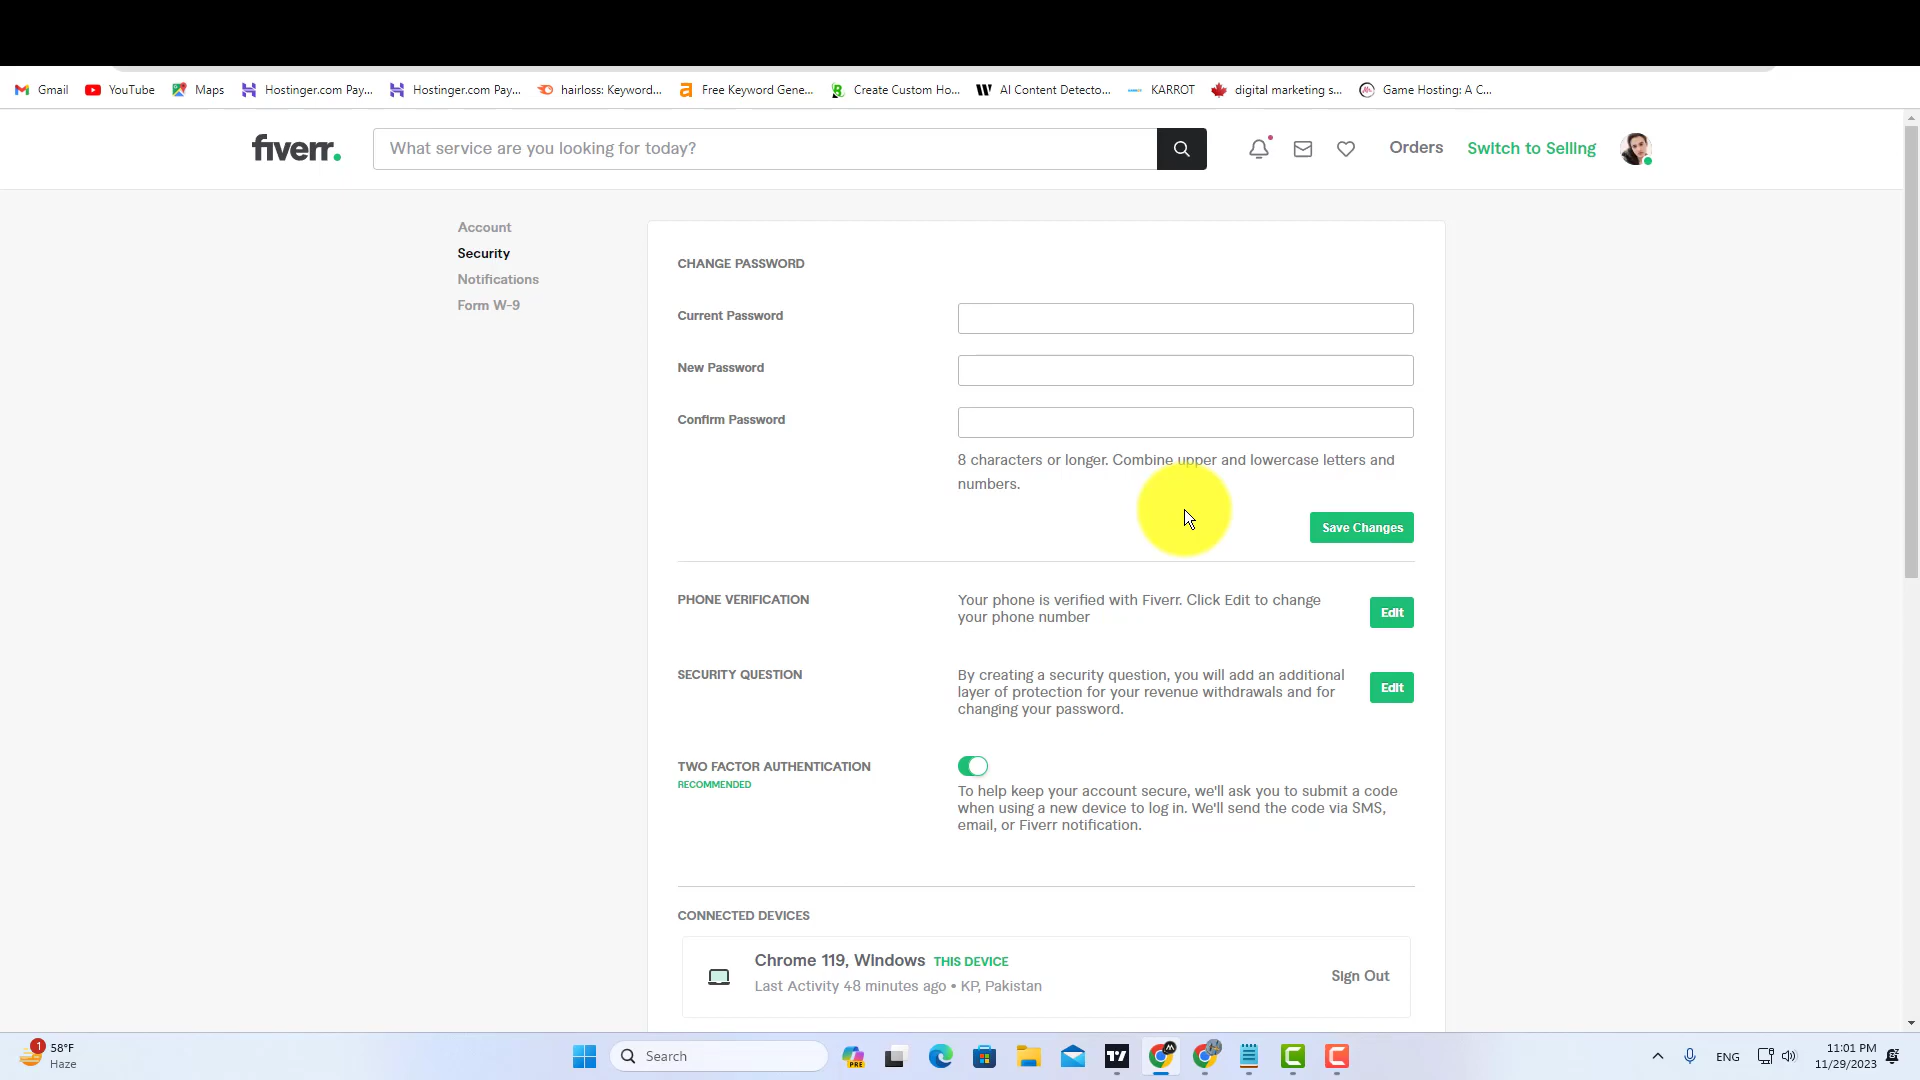 Gmail YouTube Maps Hostinger.com Pay... Hostinger.com Pay... hairloss: Keyword... Free Keyword Gene... Create Custom Ho... AI Content Detecto... KARROT digital marketing s... Game Hosting: A C...
fiverr. What service are you looking for today? Orders Switch to Selling
Account
Security
Notifications
Form W-9
CHANGE PASSWORD
Current Password
New Password
Confirm Password
8 characters or longer. Combine upper and lowercase letters and
numbers.
Save Changes
PHONE VERIFICATION
Your phone is verified with Fiverr. Click Edit to change
your phone number
Edit
SECURITY QUESTION
By creating a security question, you will add an additional
layer of protection for your revenue withdrawals and for
changing your password.
Edit
TWO FACTOR AUTHENTICATION
RECOMMENDED
To help keep your account secure, we'll ask you to submit a code
when using a new device to log in. We'll send the code via SMS,
email, or Fiverr notification.
CONNECTED DEVICES
Chrome 119, Windows THIS DEVICE
Last Activity 48 minutes ago • KP, Pakistan
Sign Out
1 58°F
Haze
Search
PRE
ENG
11:01 PM
11/29/2023